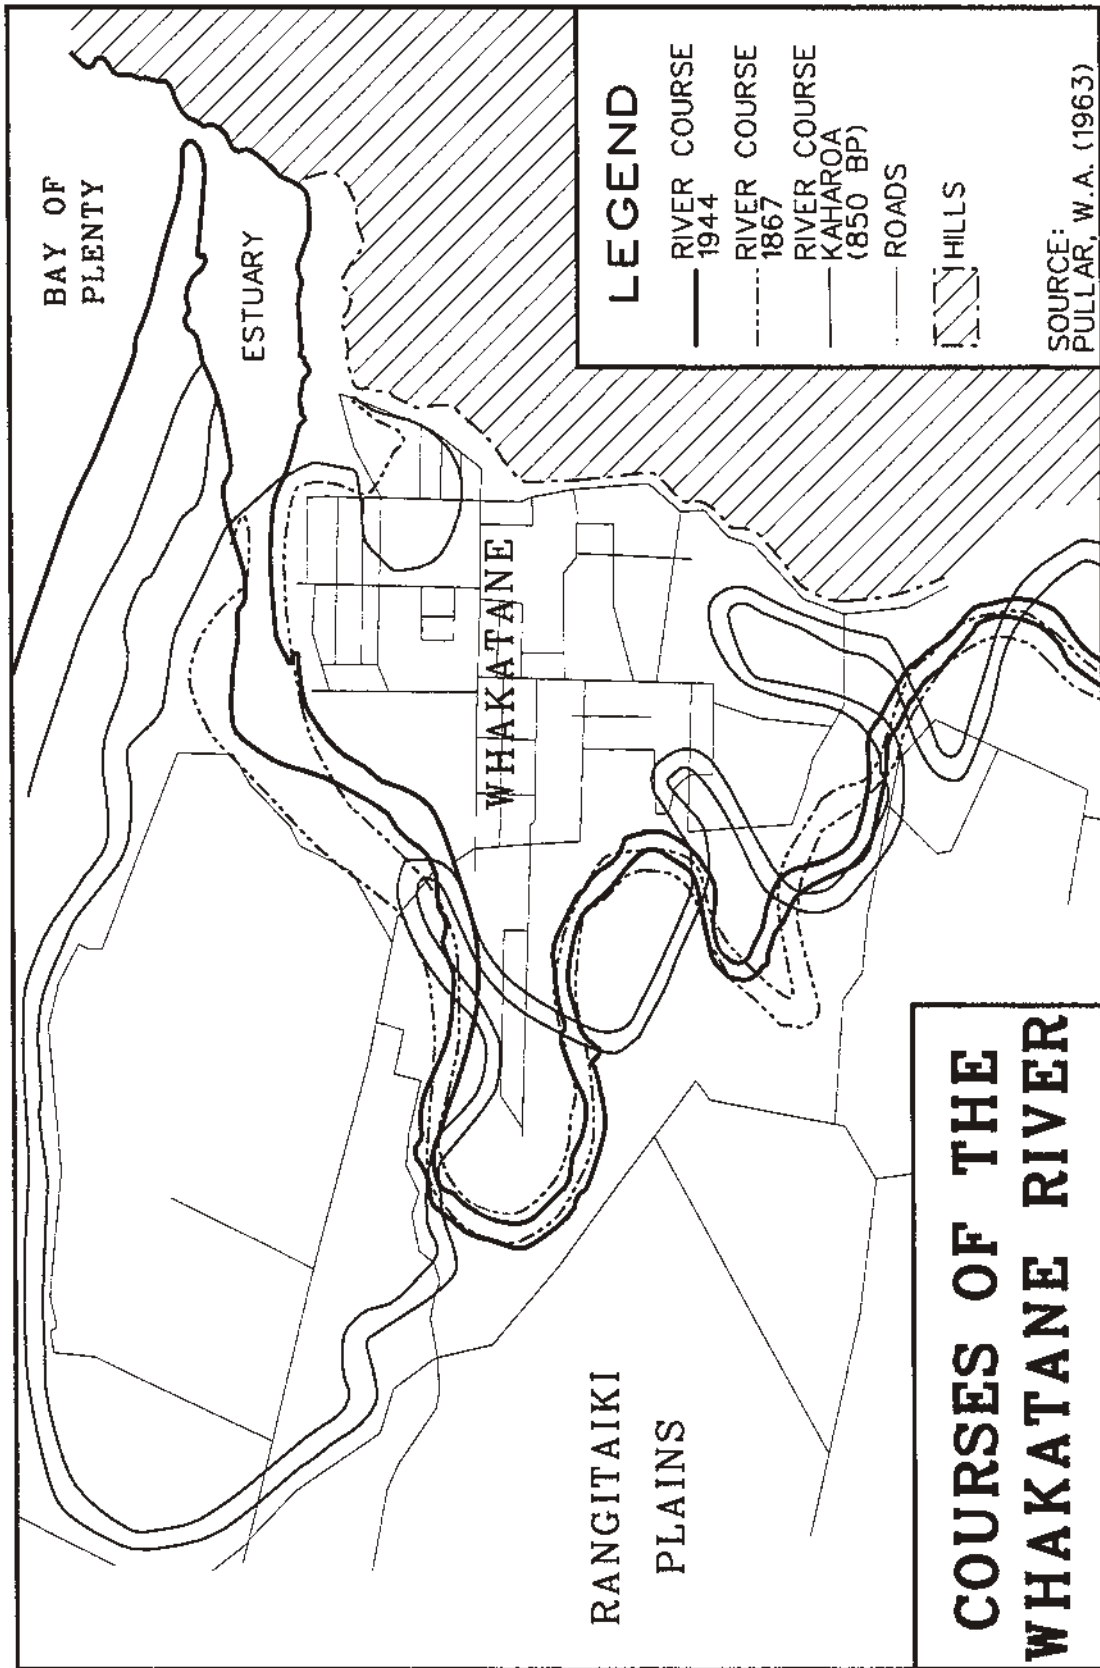 BAY OF
PLENTY
ESTUARY
WHAKATANE
RANGITAIKI
PLAINS
LEGEND
RIVER COURSE
1944
RIVER COURSE
1867
RIVER COURSE
KAHAROA
(850 BP)
ROADS
HILLS
SOURCE:
PULLAR, W.A. (1963)
COURSES OF THE
WHAKATANE RIVER